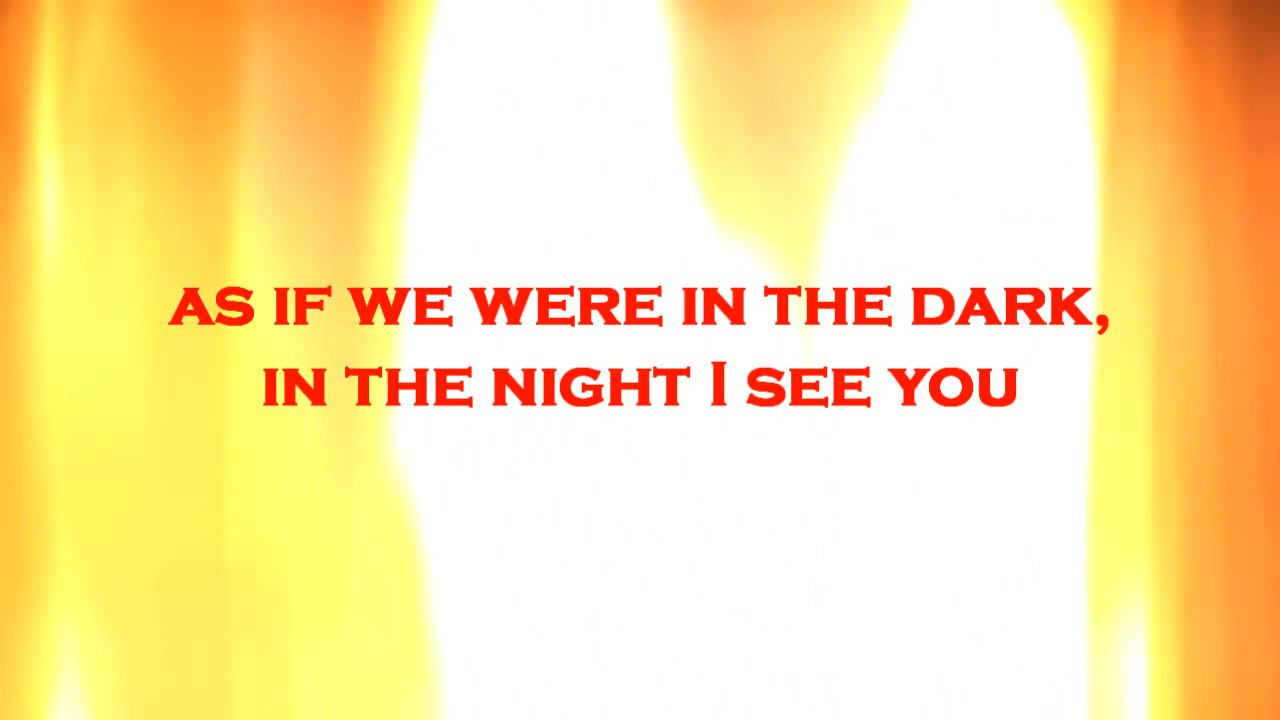 as if we were in the dark,
in the night I see you